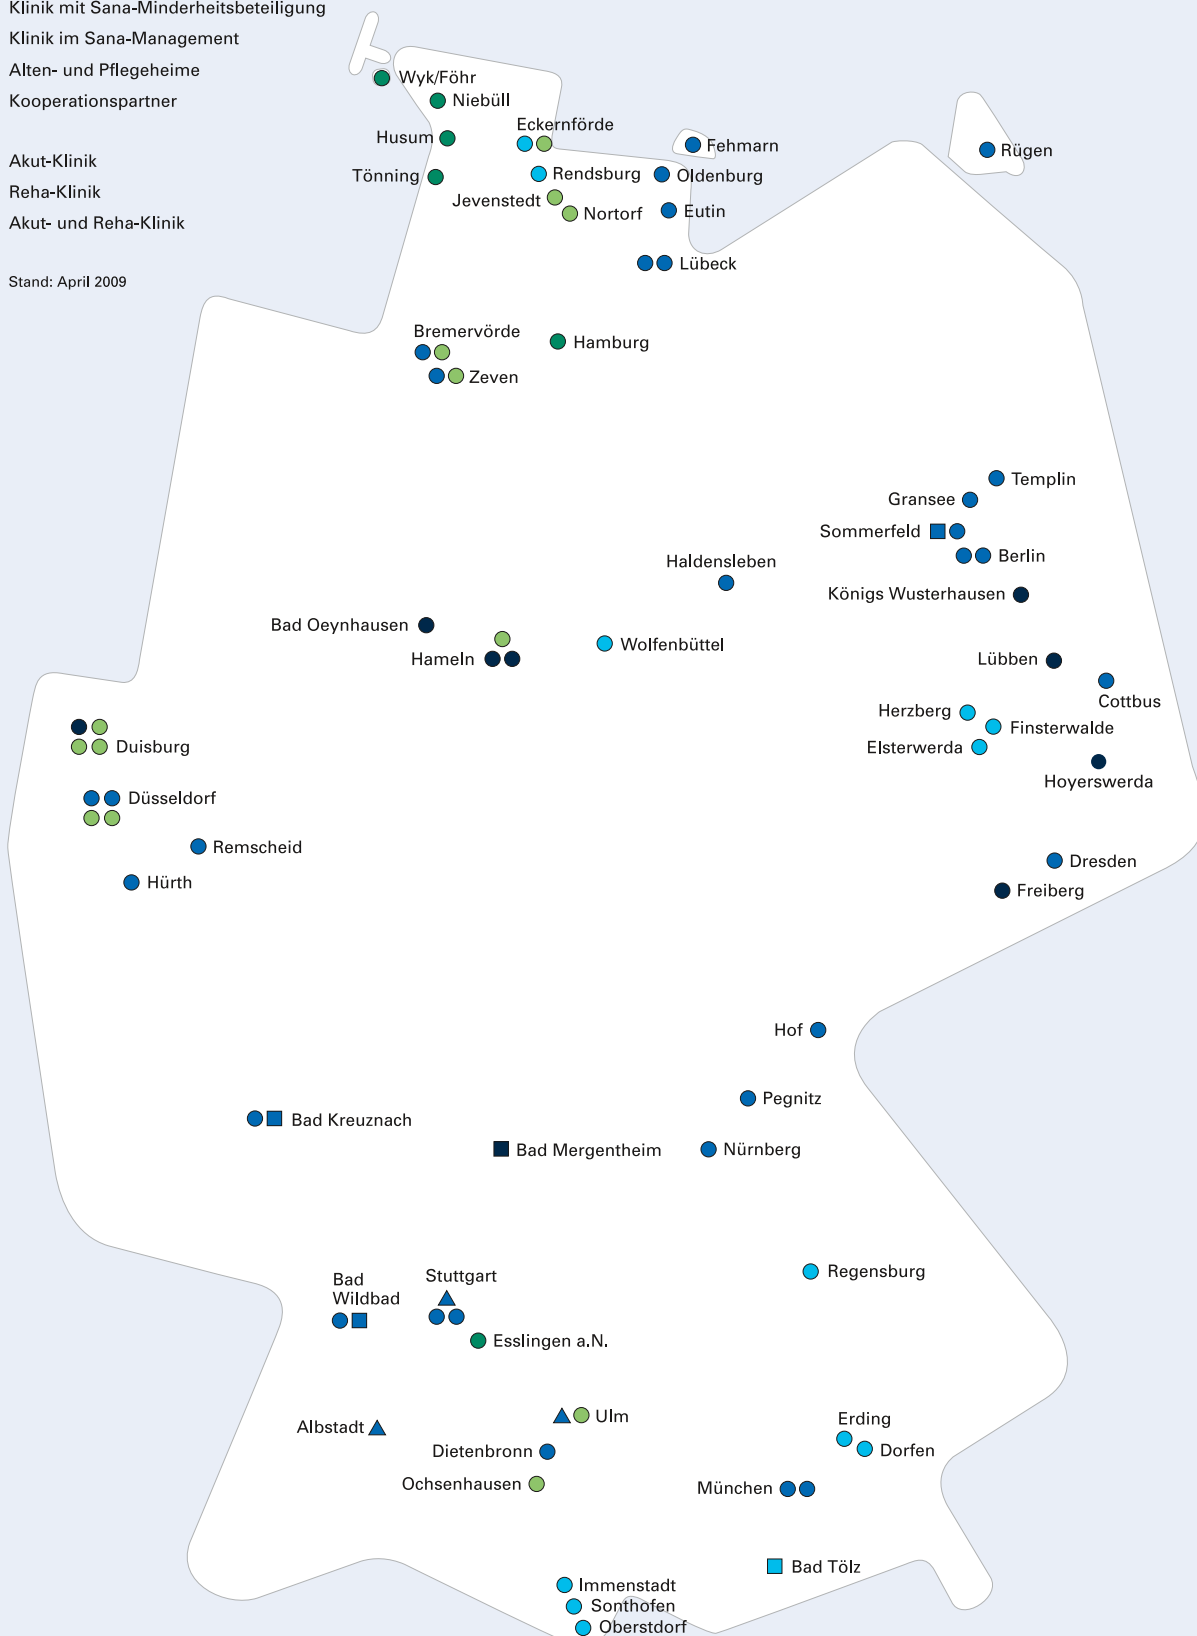 Klinik mit Sana-Minderheitsbeteiligung
Klinik im Sana-Management
Alten- und Pflegeheime
Kooperationspartner
Akut-Klinik
Reha-Klinik
Akut- und Reha-Klinik
Stand: April 2009
Wyk/Föhr
Niebüll
Eckernförde
Husum
Fehmarn
Rügen
Tönning
Rendsburg
Oldenburg
Jevenstedt
Nortorf
Eutin
Lübeck
Bremervörde
Hamburg
Zeven
Templin
Gransee
Sommerfeld
Berlin
Haldensleben
Königs Wusterhausen
Bad Oeynhausen
Hameln
Wolfenbüttel
Lübben
Cottbus
Herzberg
Finsterwalde
Elsterwerda
Duisburg
Hoyerswerda
Düsseldorf
Remscheid
Dresden
Hürth
Freiberg
Hof
Pegnitz
Bad Kreuznach
Bad Mergentheim
Nürnberg
Regensburg
Stuttgart
Bad
Wildbad
Esslingen a.N.
Ulm
Erding
Albstadt
Dietenbronn
Dorfen
Ochsenhausen
München
Bad Tölz
Immenstadt
Sonthofen
Oberstdorf